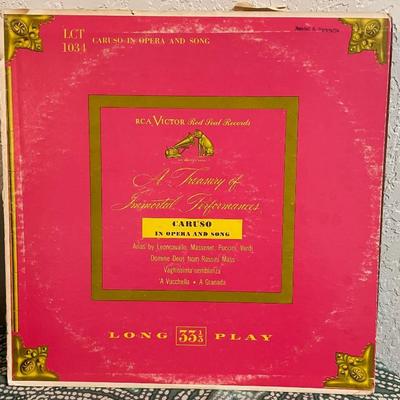 LCT
1034 CARUSO IN OPERA AND SONG
RCA VICTOR Red Seal Records
A Treasury of
Immortal Performances
CARUSO
IN OPERA AND SONG
Arias by Leoncavallo, Massenet, Puccini, Verdi
Domine Deus from Rossini Mass
Vaghissima sembianza
'A Vucchella • A Granada
LONG 33 1/3 PLAY